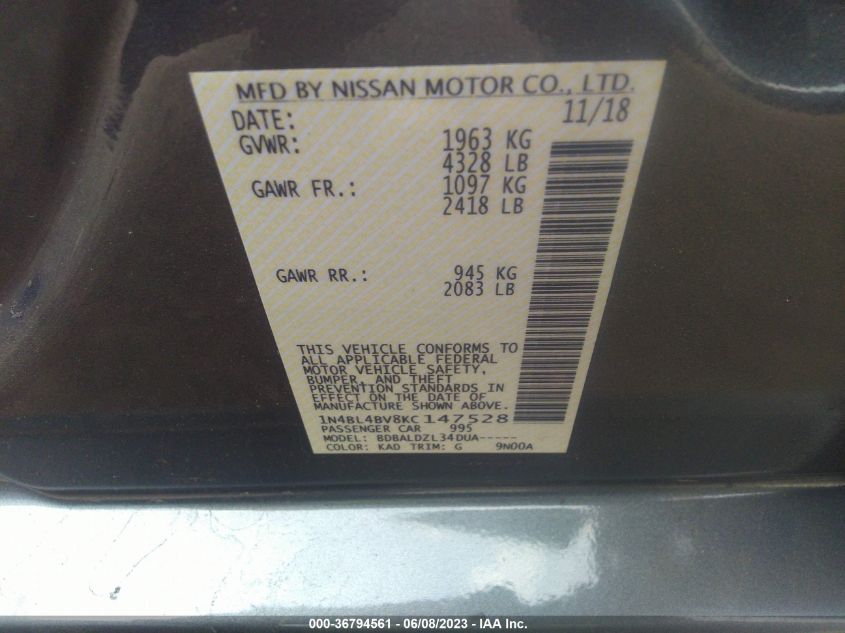 MFD BY NISSAN MOTOR CO., LTD.
DATE: 11/18
GVWR: 1963 KG
4328 LB
GAWR FR.: 1097 KG
2418 LB
GAWR RR.: 945 KG
2083 LB
THIS VEHICLE CONFORMS TO
ALL APPLICABLE FEDERAL
MOTOR VEHICLE SAFETY,
BUMPER, AND THEFT
PREVENTION STANDARDS IN
EFFECT ON THE DATE OF
MANUFACTURE SHOWN ABOVE.
1N4BL4BV8KC147528
PASSENGER CAR 995
MODEL: BDBALDZL34DUA-----
COLOR: KAD TRIM: G 9N00A
000-36794561 - 06/08/2023 - IAA Inc.